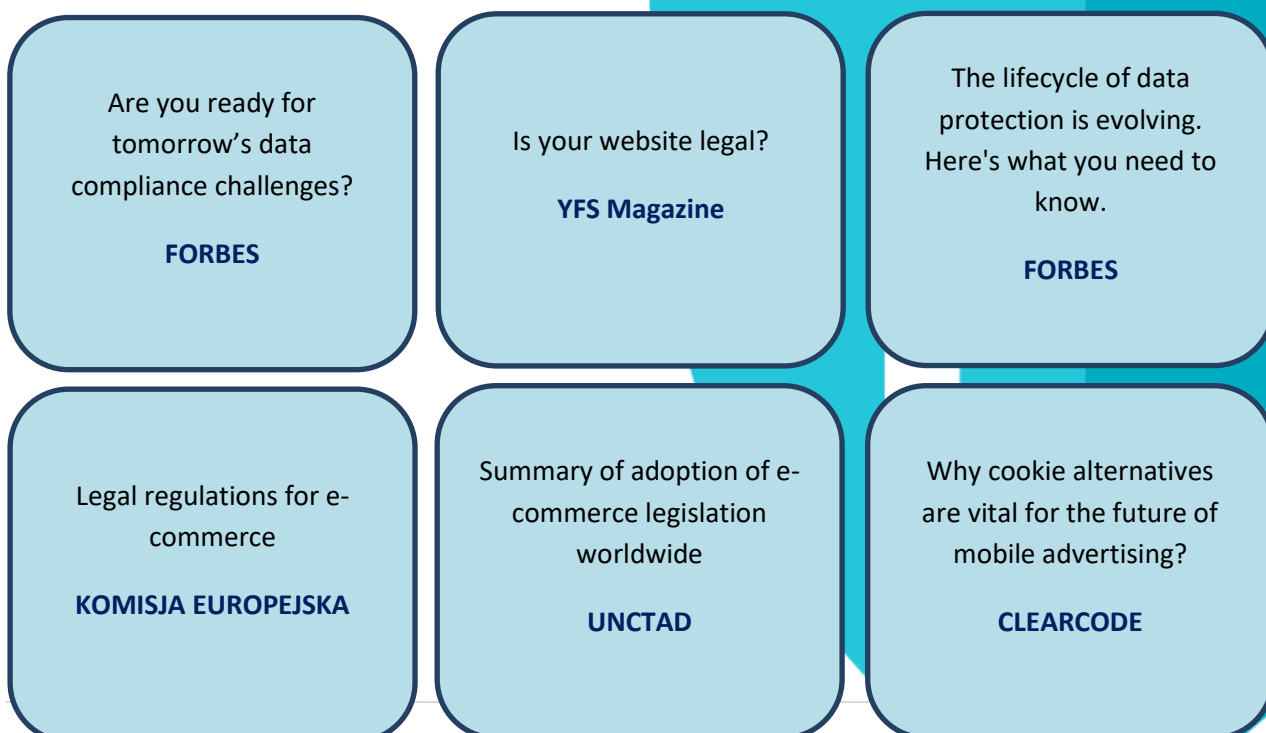 Are you ready for
tomorrow’s data
compliance challenges?
FORBES
Is your website legal?
YFS Magazine
The lifecycle of data
protection is evolving.
Here's what you need to
know.
FORBES
Legal regulations for e-
commerce
KOMISJA EUROPEJSKA
Summary of adoption of e-
commerce legislation
worldwide
UNCTAD
Why cookie alternatives
are vital for the future of
mobile advertising?
CLEARCODE